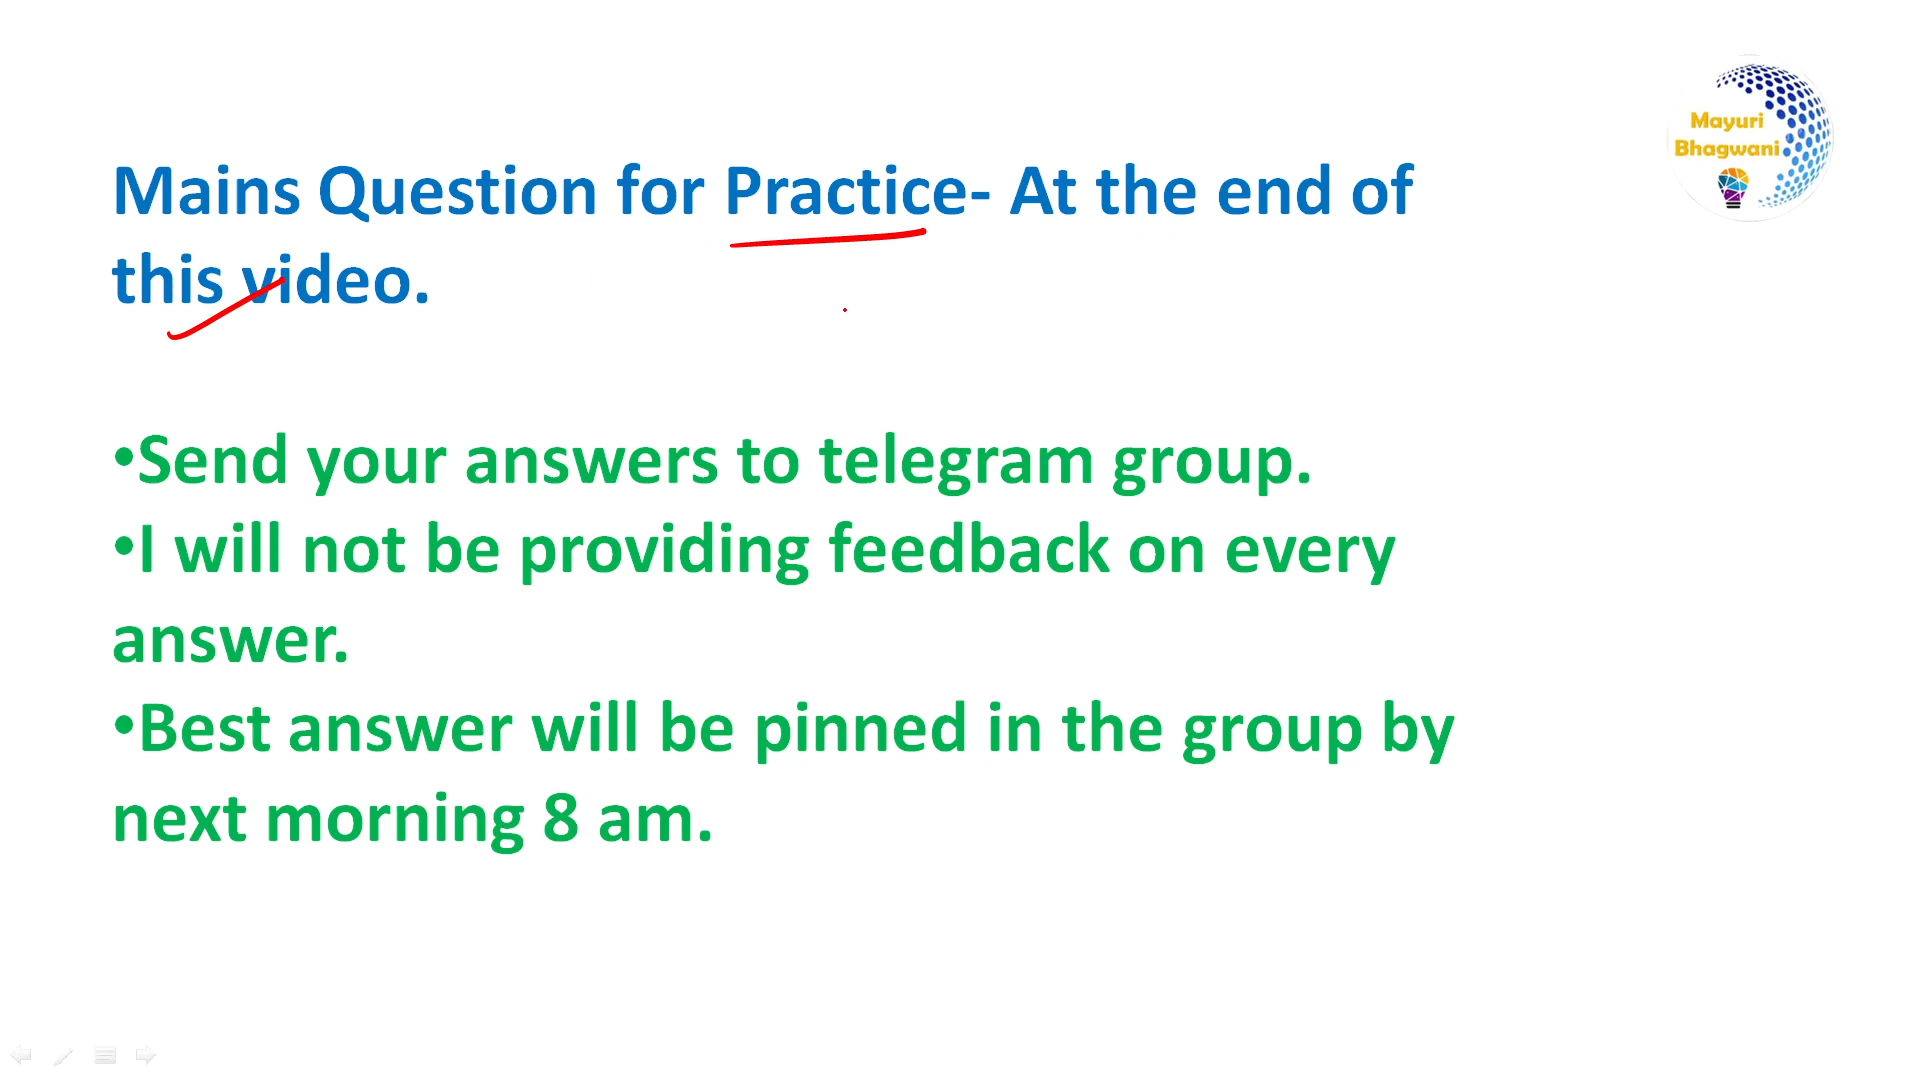 Mayuri
Bhagwani
Mains Question for Practice- At the end of
this video.
•Send your answers to telegram group.
•I will not be providing feedback on every
answer.
•Best answer will be pinned in the group by
next morning 8 am.